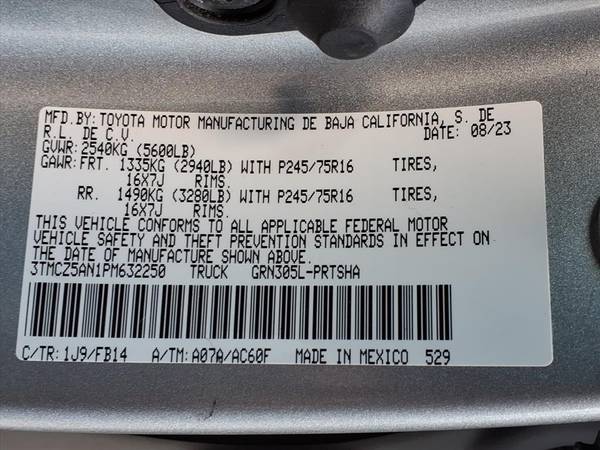 MFD.BY:TOYOTA MOTOR MANUFACTURING DE BAJA CALIFORNIA, S. DE
R.L. DE C.V. DATE: 08/23
GVWR:2540KG (5600LB)
GAWR:FRT. 1335KG (2940LB) WITH P245/75R16 TIRES,
16X7J RIMS.
RR. 1490KG (3280LB) WITH P245/75R16 TIRES,
16X7J RIMS.
THIS VEHICLE CONFORMS TO ALL APPLICABLE FEDERAL MOTOR
VEHICLE SAFETY AND THEFT PREVENTION STANDARDS IN EFFECT ON
THE DATE OF MANUFACTURE SHOWN ABOVE.
3TMCZ5AN1PM632250 TRUCK GRN305L-PRTSHA
C/TR:1J9/FB14 A/TM:A07A/AC60F MADE IN MEXICO 529